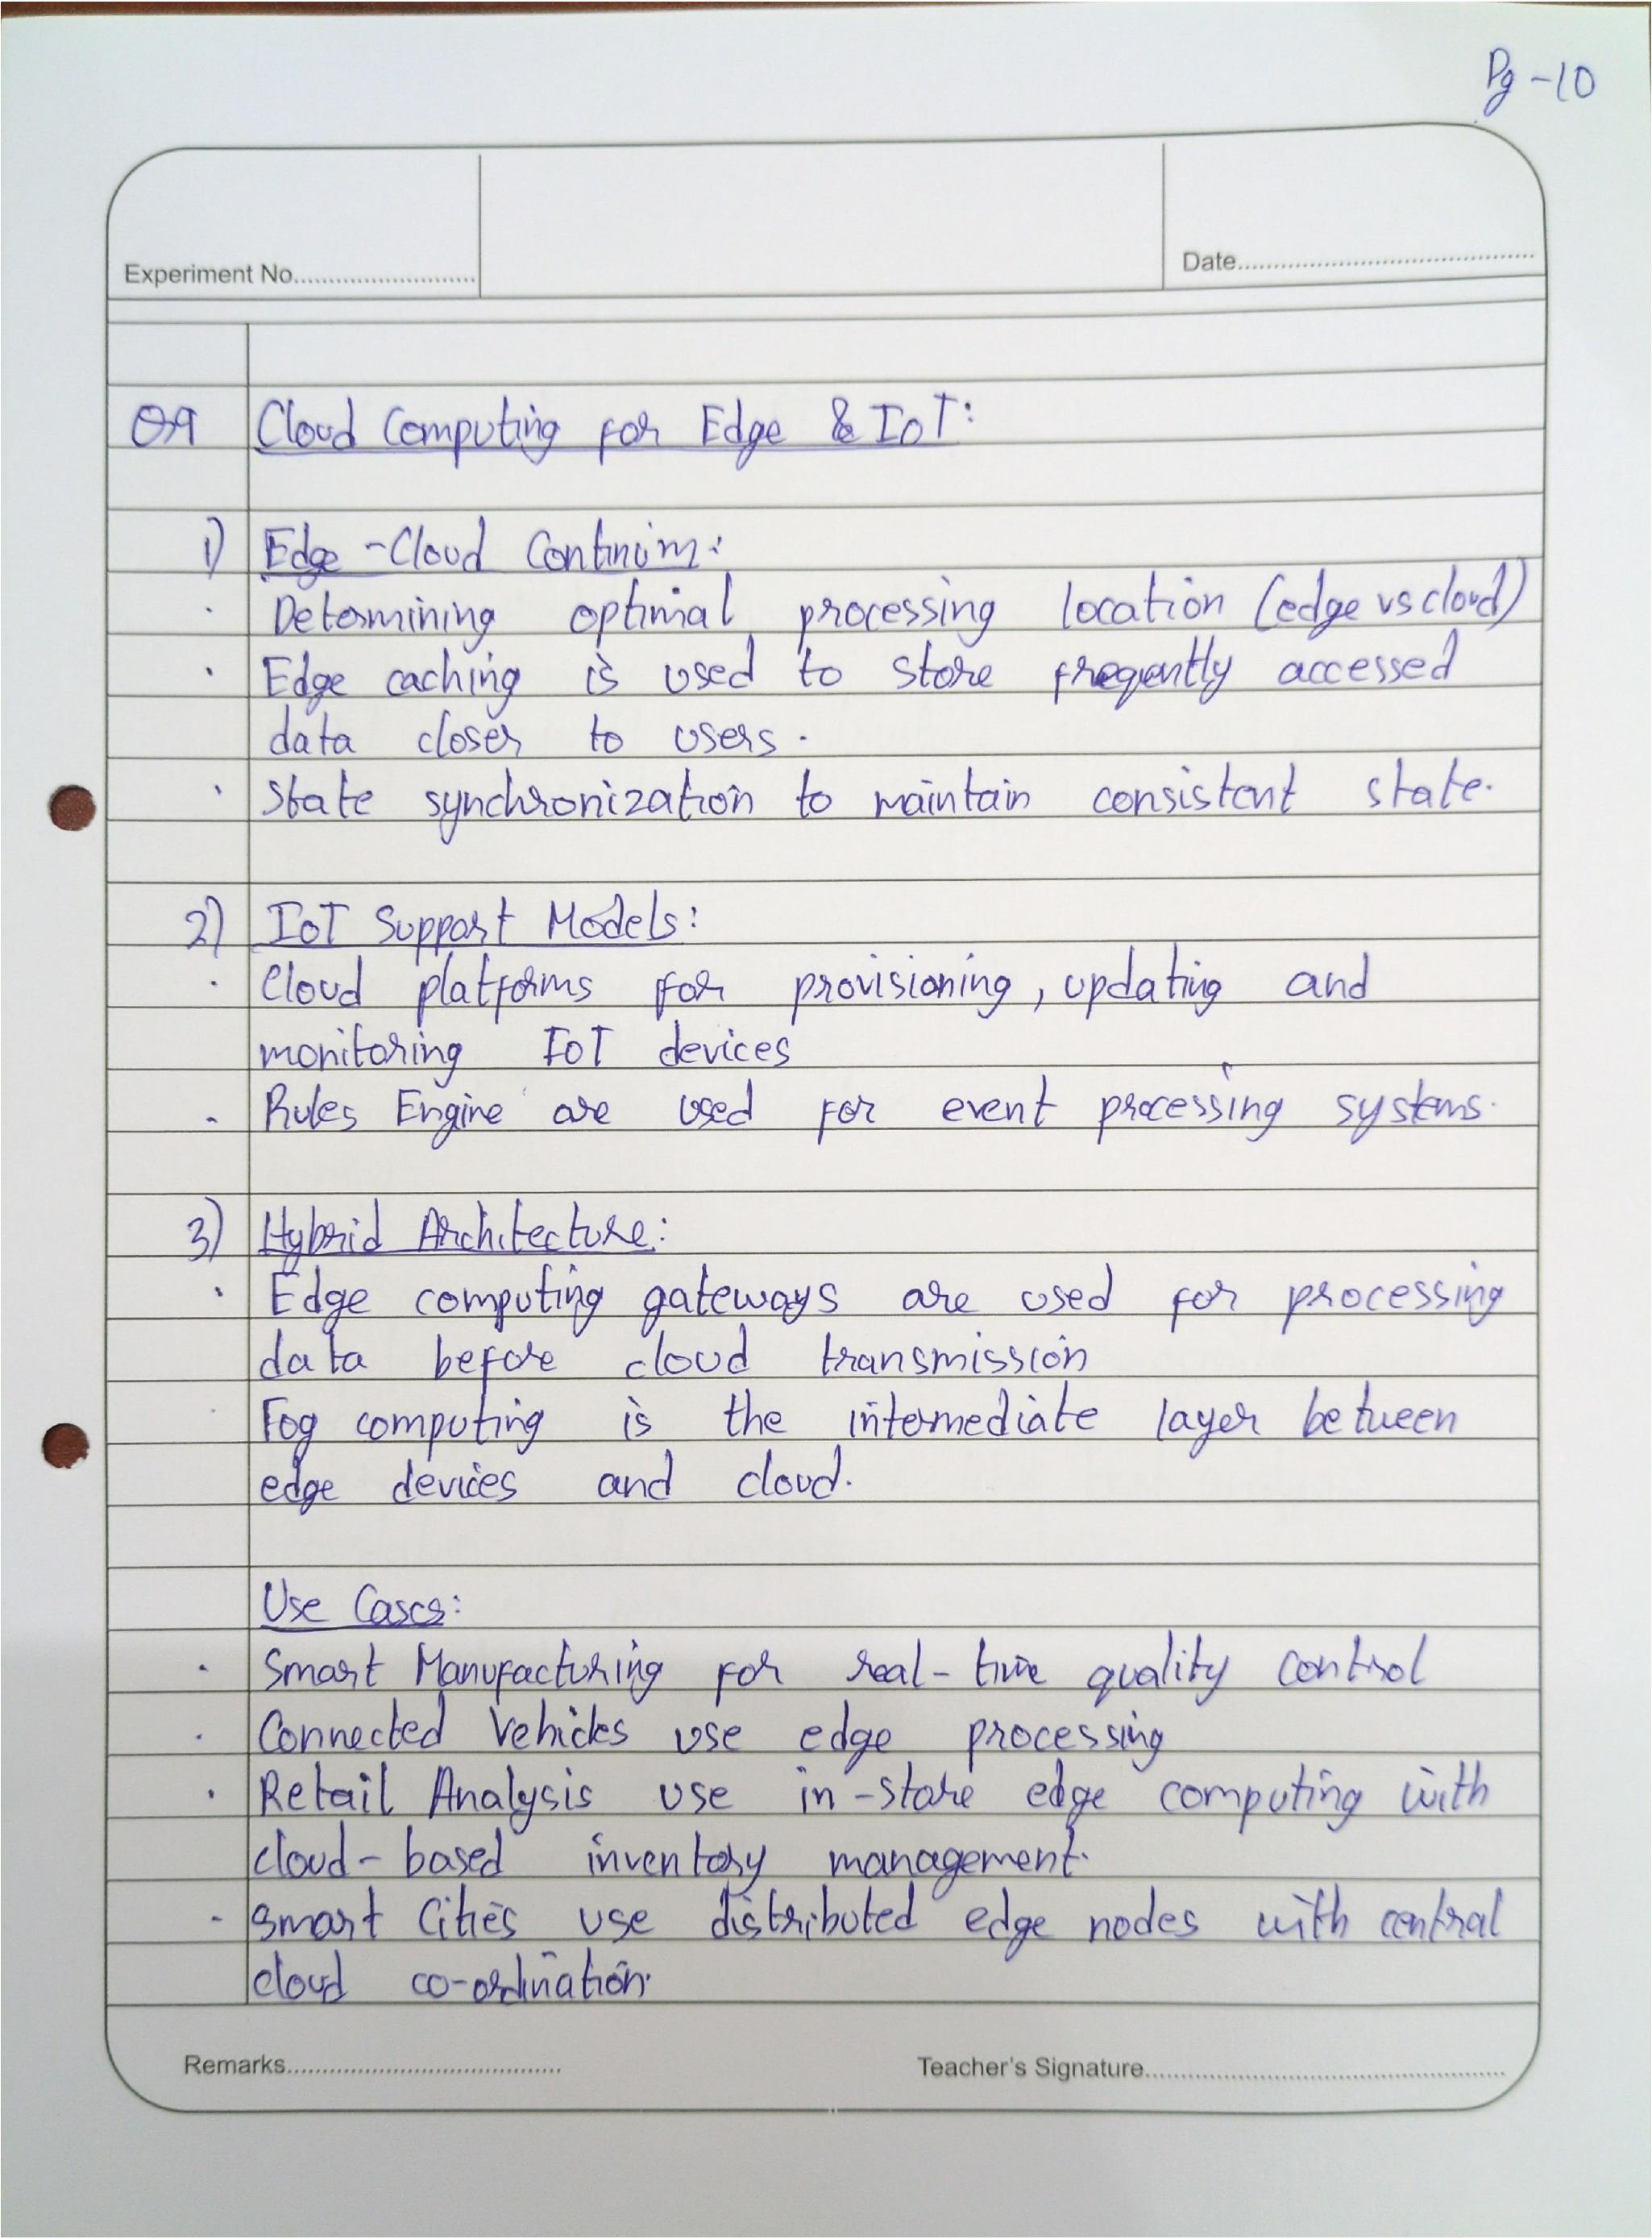 Pg -10
Experiment No..........................
Date..........................................
Q9 Cloud Computing for Edge & IoT:
1) Edge -Cloud Continum:
· Determining optimal processing location (edge vs cloud)
· Edge caching is used to store freqently accessed
data closer to users.
· State synchronization to maintain consistent state.
2) IoT Support Models:
· Cloud platforms for provisioning, updating and
monitoring IoT devices
· Rules Engine are used for event processing systems.
3) Hybrid Architecture:
· Edge computing gateways are used for processing
data before cloud transmission
· Fog computing is the intermediate layer between
edge devices and cloud.
Use Cases:
· Smart Manufacturing for real-time quality control
· Connected Vehicles use edge processing
· Retail Analysis use in-store edge computing with
cloud-based inventory management.
- Smart Cities use distributed edge nodes with central
cloud co-ordination.
Remarks.......................................
Teacher's Signature..................................................